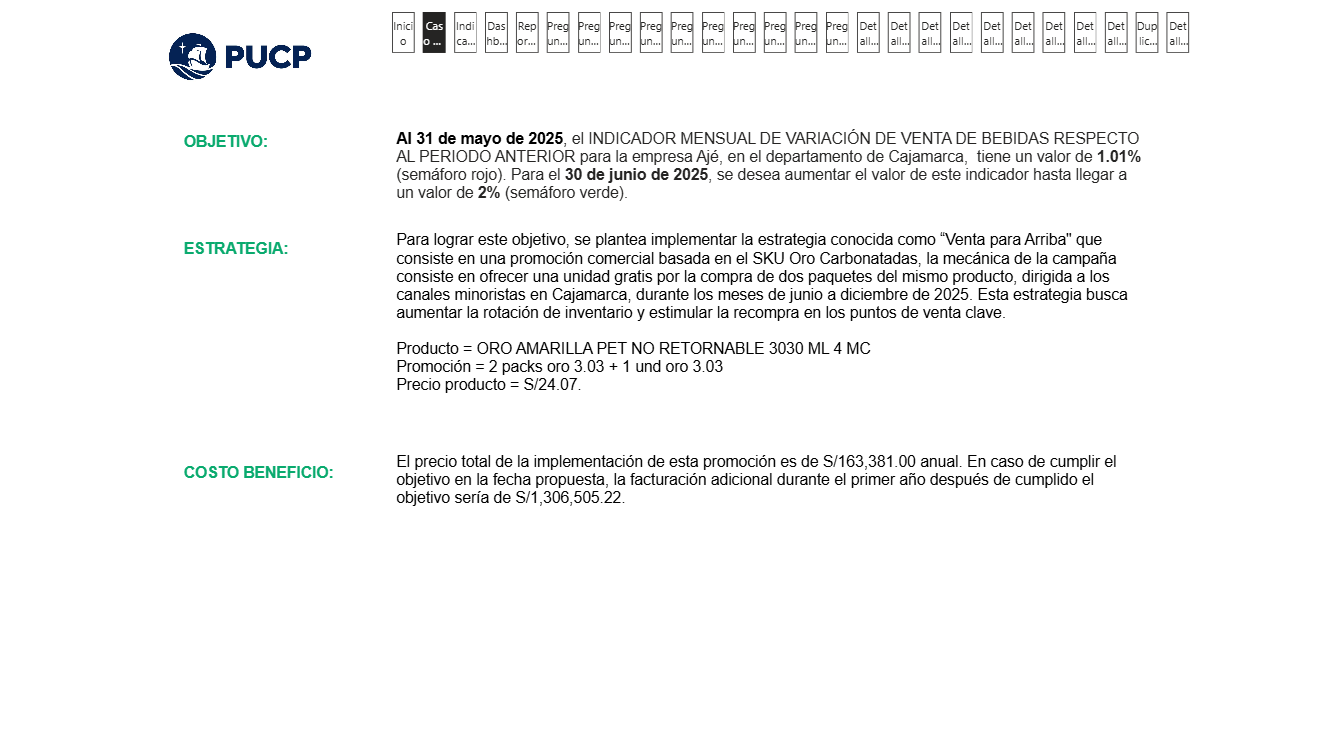 Inicio
Caso ...
Indica...
Dashb...
Repor...
Pregun...
Pregun...
Pregun...
Pregun...
Pregun...
Pregun...
Pregun...
Pregun...
Pregun...
Pregun...
Detall...
Detall...
Detall...
Detall...
Detall...
Detall...
Detall...
Detall...
Detall...
Duplic...
Detall...
PUCP
OBJETIVO:
Al 31 de mayo de 2025, el INDICADOR MENSUAL DE VARIACIÓN DE VENTA DE BEBIDAS RESPECTO
AL PERIODO ANTERIOR para la empresa Ajé, en el departamento de Cajamarca, tiene un valor de 1.01%
(semáforo rojo). Para el 30 de junio de 2025, se desea aumentar el valor de este indicador hasta llegar a
un valor de 2% (semáforo verde).
ESTRATEGIA:
Para lograr este objetivo, se plantea implementar la estrategia conocida como “Venta para Arriba" que
consiste en una promoción comercial basada en el SKU Oro Carbonatadas, la mecánica de la campaña
consiste en ofrecer una unidad gratis por la compra de dos paquetes del mismo producto, dirigida a los
canales minoristas en Cajamarca, durante los meses de junio a diciembre de 2025. Esta estrategia busca
aumentar la rotación de inventario y estimular la recompra en los puntos de venta clave.
Producto = ORO AMARILLA PET NO RETORNABLE 3030 ML 4 MC
Promoción = 2 packs oro 3.03 + 1 und oro 3.03
Precio producto = S/24.07.
COSTO BENEFICIO:
El precio total de la implementación de esta promoción es de S/163,381.00 anual. En caso de cumplir el
objetivo en la fecha propuesta, la facturación adicional durante el primer año después de cumplido el
objetivo sería de S/1,306,505.22.